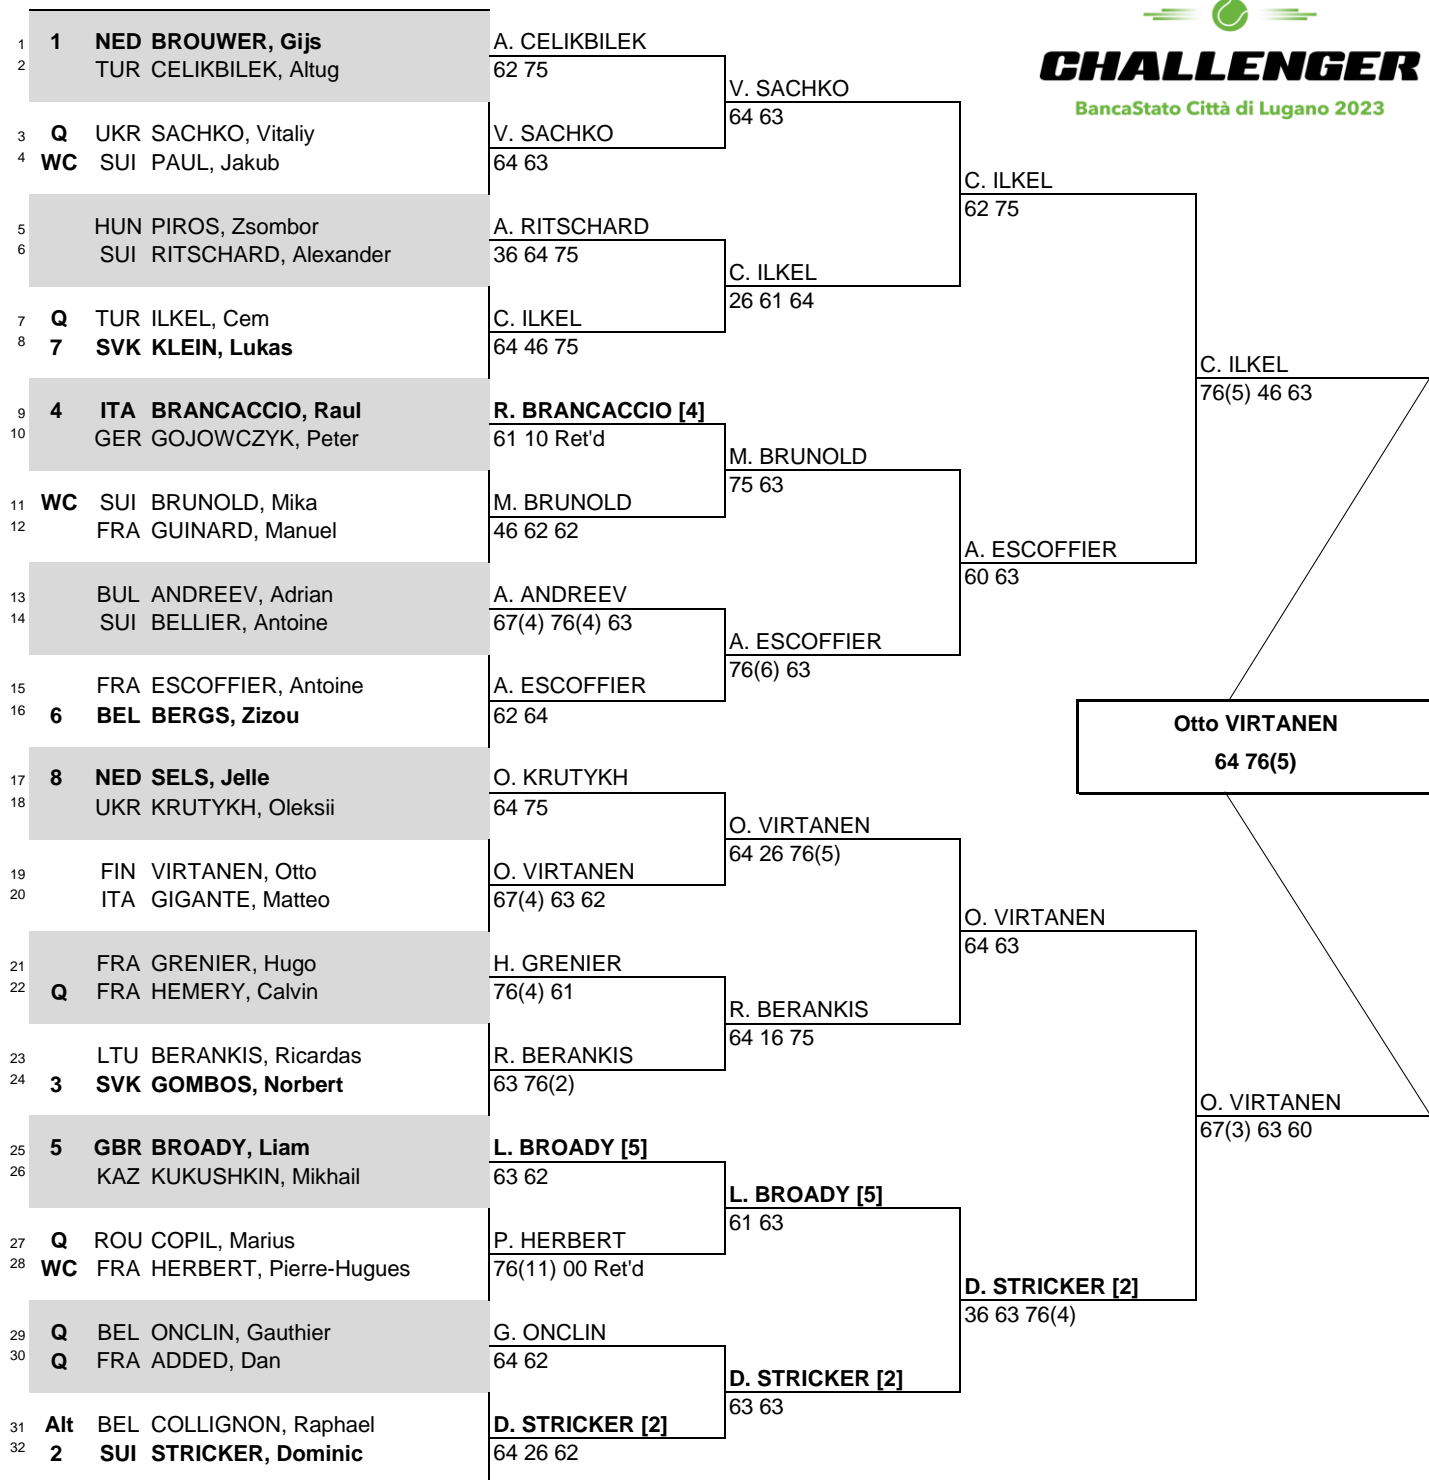 CHALLENGER
BancaStato Città di Lugano 2023
1 1 NED BROUWER, Gijs
2 TUR CELIKBILEK, Altug
3 Q UKR SACHKO, Vitaliy
4 WC SUI PAUL, Jakub
5 HUN PIROS, Zsombor
6 SUI RITSCHARD, Alexander
7 Q TUR ILKEL, Cem
8 7 SVK KLEIN, Lukas
9 4 ITA BRANCACCIO, Raul
10 GER GOJOWCZYK, Peter
11 WC SUI BRUNOLD, Mika
12 FRA GUINARD, Manuel
13 BUL ANDREEV, Adrian
14 SUI BELLIER, Antoine
15 FRA ESCOFFIER, Antoine
16 6 BEL BERGS, Zizou
17 8 NED SELS, Jelle
18 UKR KRUTYKH, Oleksii
19 FIN VIRTANEN, Otto
20 ITA GIGANTE, Matteo
21 FRA GRENIER, Hugo
22 Q FRA HEMERY, Calvin
23 LTU BERANKIS, Ricardas
24 3 SVK GOMBOS, Norbert
25 5 GBR BROADY, Liam
26 KAZ KUKUSHKIN, Mikhail
27 Q ROU COPIL, Marius
28 WC FRA HERBERT, Pierre-Hugues
29 Q BEL ONCLIN, Gauthier
30 Q FRA ADDED, Dan
31 Alt BEL COLLIGNON, Raphael
32 2 SUI STRICKER, Dominic
A. CELIKBILEK
62 75
V. SACHKO
64 63
A. RITSCHARD
36 64 75
C. ILKEL
64 46 75
R. BRANCACCIO [4]
61 10 Ret'd
M. BRUNOLD
46 62 62
A. ANDREEV
67(4) 76(4) 63
A. ESCOFFIER
62 64
O. KRUTYKH
64 75
O. VIRTANEN
67(4) 63 62
H. GRENIER
76(4) 61
R. BERANKIS
63 76(2)
L. BROADY [5]
63 62
P. HERBERT
76(11) 00 Ret'd
G. ONCLIN
64 62
D. STRICKER [2]
64 26 62
V. SACHKO
64 63
C. ILKEL
26 61 64
M. BRUNOLD
75 63
A. ESCOFFIER
76(6) 63
O. VIRTANEN
64 26 76(5)
R. BERANKIS
64 16 75
L. BROADY [5]
61 63
D. STRICKER [2]
63 63
C. ILKEL
62 75
A. ESCOFFIER
60 63
O. VIRTANEN
64 63
D. STRICKER [2]
36 63 76(4)
C. ILKEL
76(5) 46 63
O. VIRTANEN
67(3) 63 60
Otto VIRTANEN
64 76(5)